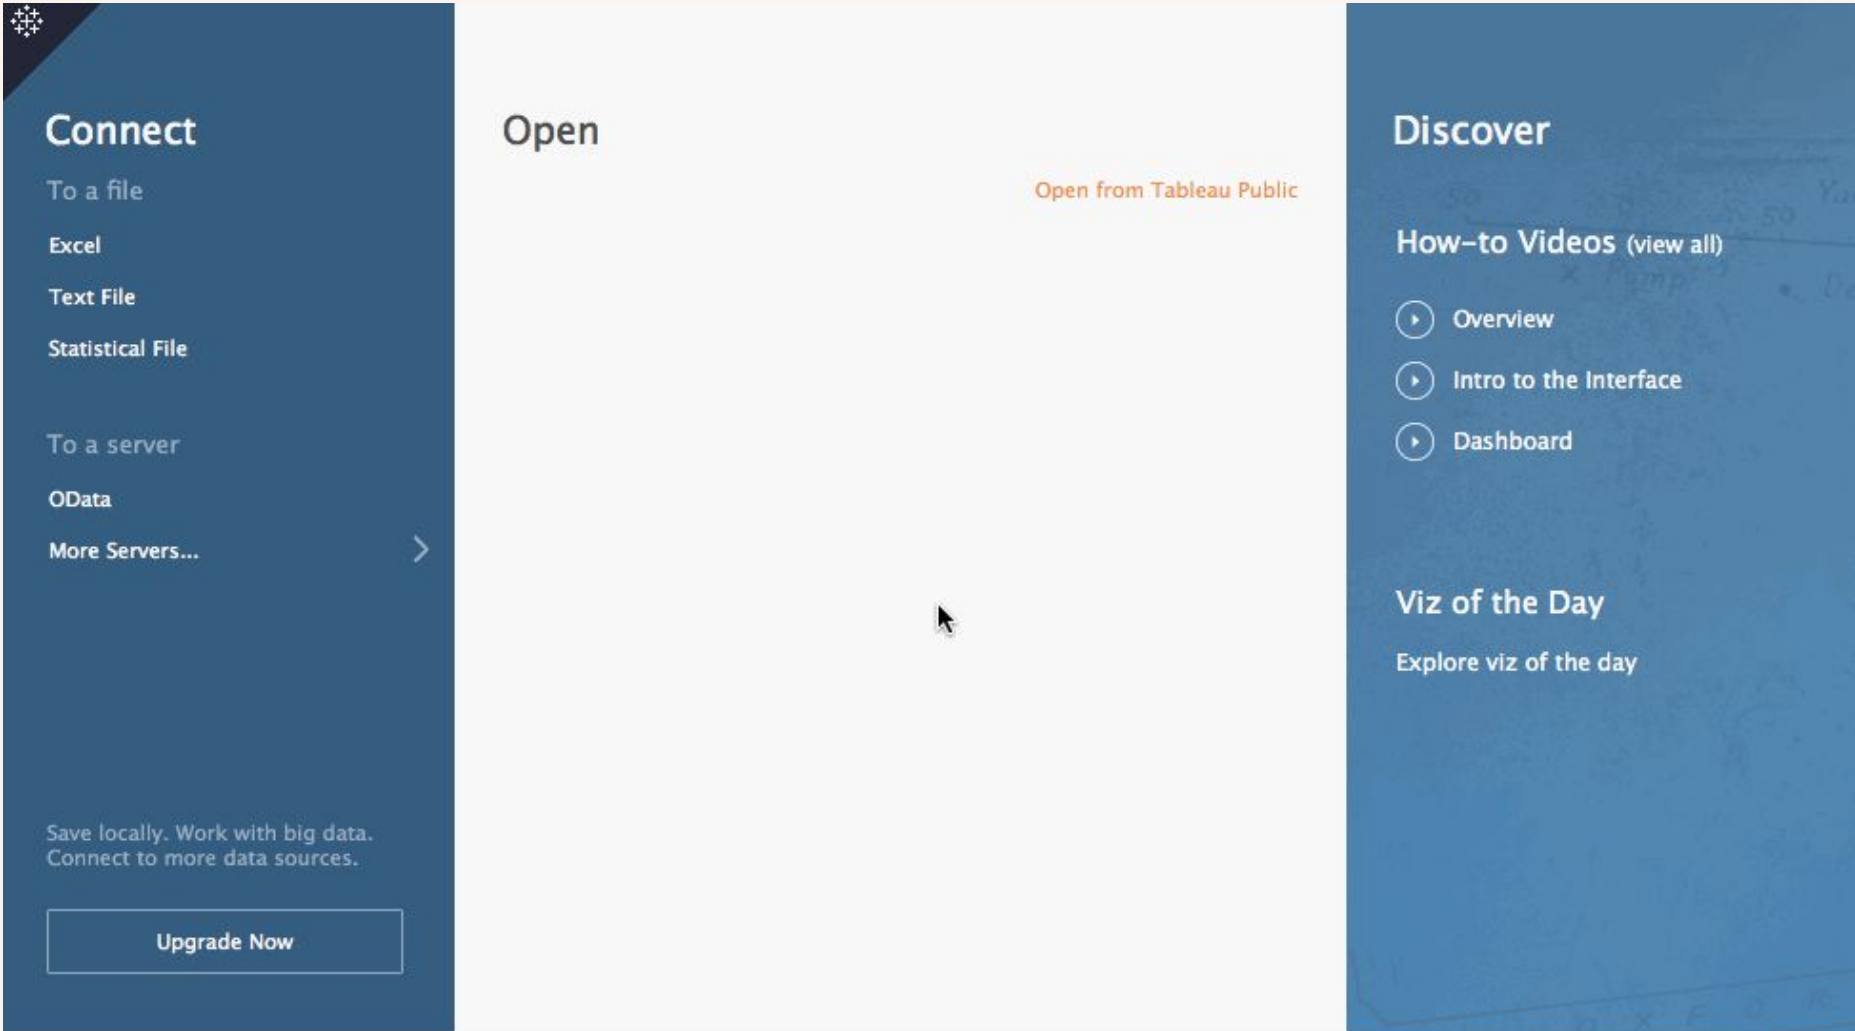 Connect
To a file
Excel
Text File
Statistical File
To a server
OData
More Servers...
Save locally. Work with big data.
Connect to more data sources.
Upgrade Now
Open
Open from Tableau Public
Discover
How-to Videos (view all)
Overview
Intro to the Interface
Dashboard
Viz of the Day
Explore viz of the day